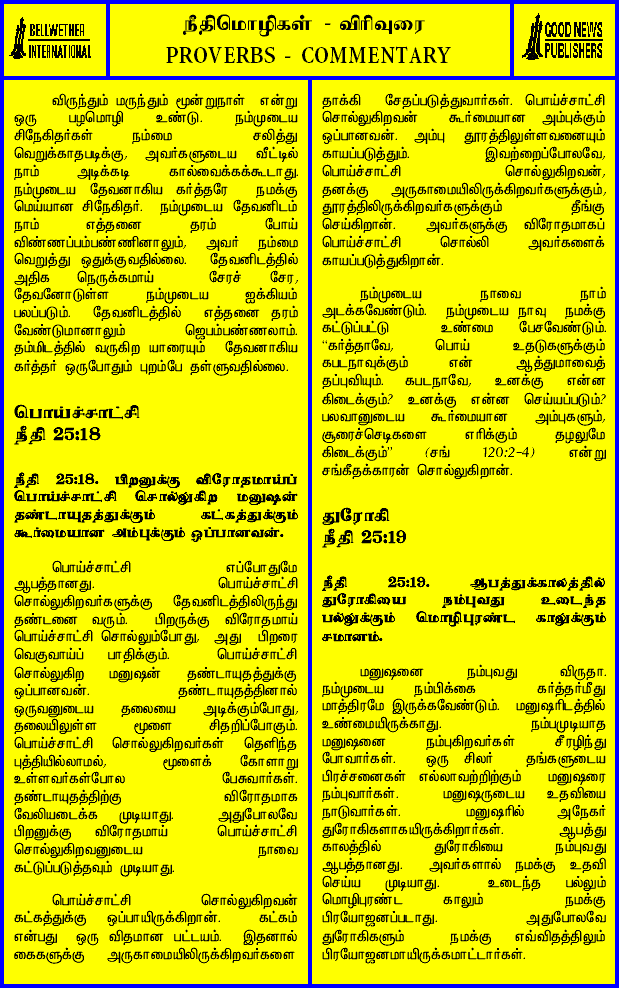 BELLWETHER
INTERNATIONAL
நீதிமொழிகள் - விரிவுரை
PROVERBS - COMMENTARY
GOOD NEWS
PUBLISHERS
விருந்தும் மருந்தும் மூன்றுநாள் என்று
ஒரு பழமொழி உண்டு. நம்முடைய
சிநேகிதர்கள் நம்மை சலித்து
வெறுக்காதபடிக்கு, அவர்களுடைய வீட்டில்
நாம் அடிக்கடி கால்வைக்கக்கூடாது.
நம்முடைய தேவனாகிய கர்த்தரே நமக்கு
மெய்யான சிநேகிதர். நம்முடைய தேவனிடம்
நாம் எத்தனை தரம் போய்
விண்ணப்பம்பண்ணினாலும், அவர் நம்மை
வெறுத்து ஒதுக்குவதில்லை. தேவனிடத்தில்
அதிக நெருக்கமாய் சேரச் சேர,
தேவனோடுள்ள நம்முடைய ஐக்கியம்
பலப்படும். தேவனிடத்தில் எத்தனை தரம்
வேண்டுமானாலும் ஜெபம்பண்ணலாம்.
தம்மிடத்தில் வருகிற யாரையும் தேவனாகிய
கர்த்தர் ஒருபோதும் புறம்பே தள்ளுவதில்லை.
பொய்ச்சாட்சி
நீதி 25:18
நீதி 25:18. பிறனுக்கு விரோதமாய்ப்
பொய்ச்சாட்சி சொல்லுகிற மனுஷன்
தண்டாயுதத்துக்கும் கட்கத்துக்கும்
கூர்மையான அம்புக்கும் ஒப்பானவன்.
பொய்ச்சாட்சி எப்போதுமே
ஆபத்தானது. பொய்ச்சாட்சி
சொல்லுகிறவர்களுக்கு தேவனிடத்திலிருந்து
தண்டனை வரும். பிறருக்கு விரோதமாய்
பொய்ச்சாட்சி சொல்லும்போது, அது பிறரை
வெகுவாய்ப் பாதிக்கும். பொய்ச்சாட்சி
சொல்லுகிற மனுஷன் தண்டாயுதத்துக்கு
ஒப்பானவன். தண்டாயுதத்தினால்
ஒருவனுடைய தலையை அடிக்கும்போது,
தலையிலுள்ள மூளை சிதறிப்போகும்.
பொய்ச்சாட்சி சொல்லுகிறவர்கள் தெளிந்த
புத்தியில்லாமல், மூளைக் கோளாறு
உள்ளவர்கள்போல பேசுவார்கள்.
தண்டாயுதத்திற்கு விரோதமாக
வேலியடைக்க முடியாது. அதுபோலவே
பிறனுக்கு விரோதமாய் பொய்ச்சாட்சி
சொல்லுகிறவனுடைய நாவை
கட்டுப்படுத்தவும் முடியாது.
பொய்ச்சாட்சி சொல்லுகிறவன்
கட்கத்துக்கு ஒப்பாயிருக்கிறான். கட்கம்
என்பது ஒரு விதமான பட்டயம். இதனால்
கைகளுக்கு அருகாமையிலிருக்கிறவர்களை
தாக்கி சேதப்படுத்துவார்கள். பொய்ச்சாட்சி
சொல்லுகிறவன் கூர்மையான அம்புக்கும்
ஒப்பானவன். அம்பு தூரத்திலுள்ளவனையும்
காயப்படுத்தும். இவற்றைப்போலவே,
பொய்ச்சாட்சி சொல்லுகிறவன்,
தனக்கு அருகாமையிலிருக்கிறவர்களுக்கும்,
தூரத்திலிருக்கிறவர்களுக்கும் தீங்கு
செய்கிறான். அவர்களுக்கு விரோதமாகப்
பொய்ச்சாட்சி சொல்லி அவர்களைக்
காயப்படுத்துகிறான்.
நம்முடைய நாவை நாம்
அடக்கவேண்டும். நம்முடைய நாவு நமக்கு
கட்டுப்பட்டு உண்மை பேசவேண்டும்.
“கர்த்தாவே, பொய் உதடுகளுக்கும்
கபடநாவுக்கும் என் ஆத்துமாவைத்
தப்புவியும். கபடநாவே, உனக்கு என்ன
கிடைக்கும்? உனக்கு என்ன செய்யப்படும்?
பலவானுடைய கூர்மையான அம்புகளும்,
சூரைச்செடிகளை எரிக்கும் தழலுமே
கிடைக்கும்” (சங் 120:2-4) என்று
சங்கீதக்காரன் சொல்லுகிறான்.
துரோகி
நீதி 25:19
நீதி 25:19. ஆபத்துக்காலத்தில்
துரோகியை நம்புவது உடைந்த
பல்லுக்கும் மொழிபுரண்ட காலுக்கும்
சமானம்.
மனுஷனை நம்புவது விருதா.
நம்முடைய நம்பிக்கை கர்த்தர்மீது
மாத்திரமே இருக்கவேண்டும். மனுஷரிடத்தில்
உண்மையிருக்காது. நம்பமுடியாத
மனுஷனை நம்புகிறவர்கள் சீரழிந்து
போவார்கள். ஒரு சிலர் தங்களுடைய
பிரச்சனைகள் எல்லாவற்றிற்கும் மனுஷரை
நம்புவார்கள். மனுஷருடைய உதவியை
நாடுவார்கள். மனுஷரில் அநேகர்
துரோகிகளாகயிருக்கிறார்கள். ஆபத்து
காலத்தில் துரோகியை நம்புவது
ஆபத்தானது. அவர்களால் நமக்கு உதவி
செய்ய முடியாது. உடைந்த பல்லும்
மொழிபுரண்ட காலும் நமக்கு
பிரயோஜனப்படாது. அதுபோலவே
துரோகிகளும் நமக்கு எவ்விதத்திலும்
பிரயோஜனமாயிருக்கமாட்டார்கள்.